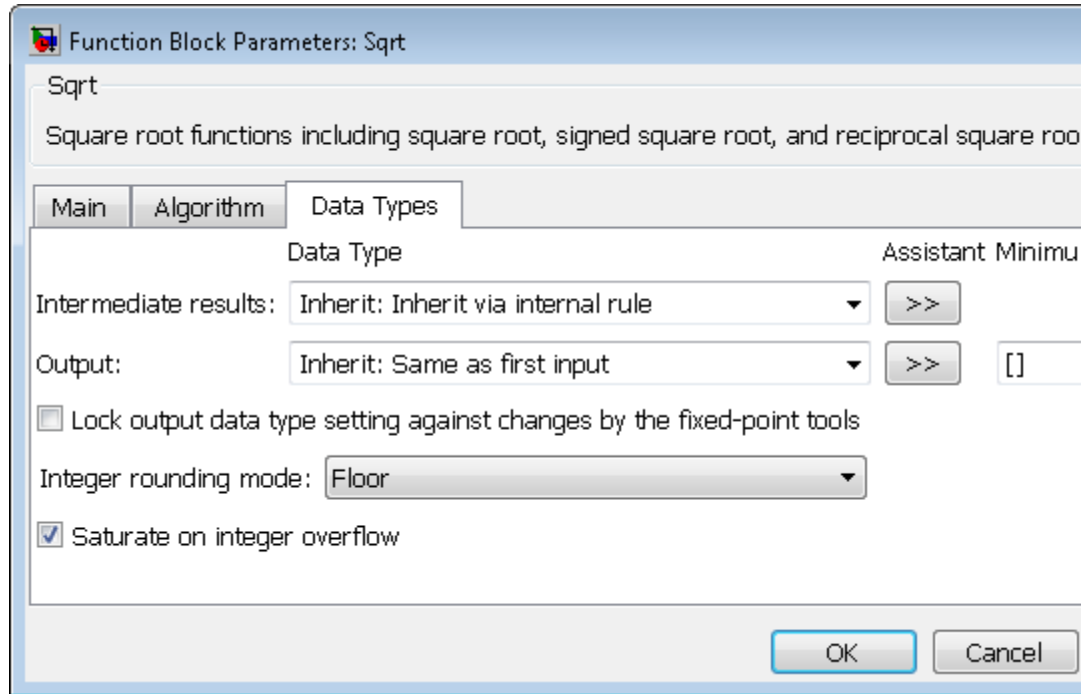 Function Block Parameters: Sqrt
Sqrt
Square root functions including square root, signed square root, and reciprocal square roo
Main Algorithm Data Types
Data Type Assistant Minimu
Intermediate results: Inherit: Inherit via internal rule >>
Output: Inherit: Same as first input >> []
Lock output data type setting against changes by the fixed-point tools
Integer rounding mode: Floor
Saturate on integer overflow
OK Cancel